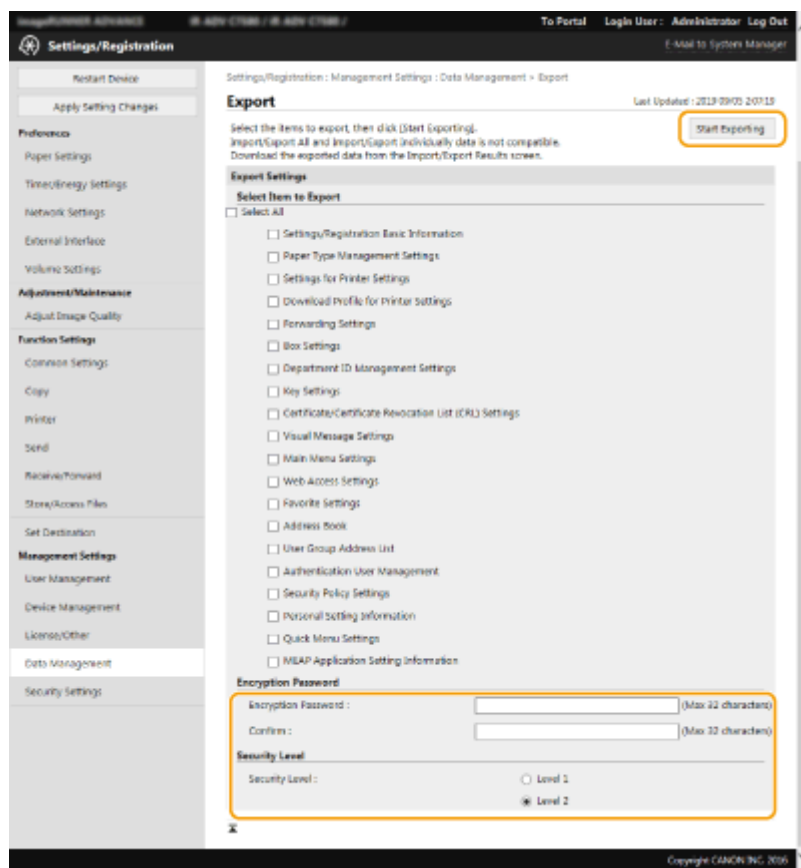 To Portal Login User : Administrator Log Out
Settings/Registration
E-Mail to System Manager
Restart Device
Apply Setting Changes
Preferences
Paper Settings
Timer/Energy Settings
Network Settings
External Interface
Volume Settings
Adjustment/Maintenance
Adjust Image Quality
Function Settings
Common Settings
Copy
Printer
Send
Receive/Forward
Store/Access Files
Set Destination
Management Settings
User Management
Device Management
License/Other
Data Management
Security Settings
Settings/Registration : Management Settings : Data Management > Export
Export
Last Updated : 2019 09/05 2:07:19
Select the items to export, then click [Start Exporting].
Import/Export All and Import/Export Individually data is not compatible.
Download the exported data from the Import/Export Results screen.
Start Exporting
Export Settings
Select Item to Export
Select All
Settings/Registration Basic Information
Paper Type Management Settings
Settings for Printer Settings
Download Profile for Printer Settings
Forwarding Settings
Box Settings
Department ID Management Settings
Key Settings
Certificate/Certificate Revocation List (CRL) Settings
Visual Message Settings
Main Menu Settings
Web Access Settings
Favorite Settings
Address Book
User Group Address List
Authentication User Management
Security Policy Settings
Personal Setting Information
Quick Menu Settings
MEAP Application Setting Information
Encryption Password
Encryption Password : (Max 32 characters)
Confirm : (Max 32 characters)
Security Level
Security Level : Level 1
Level 2
Copyright CANON INC. 2016